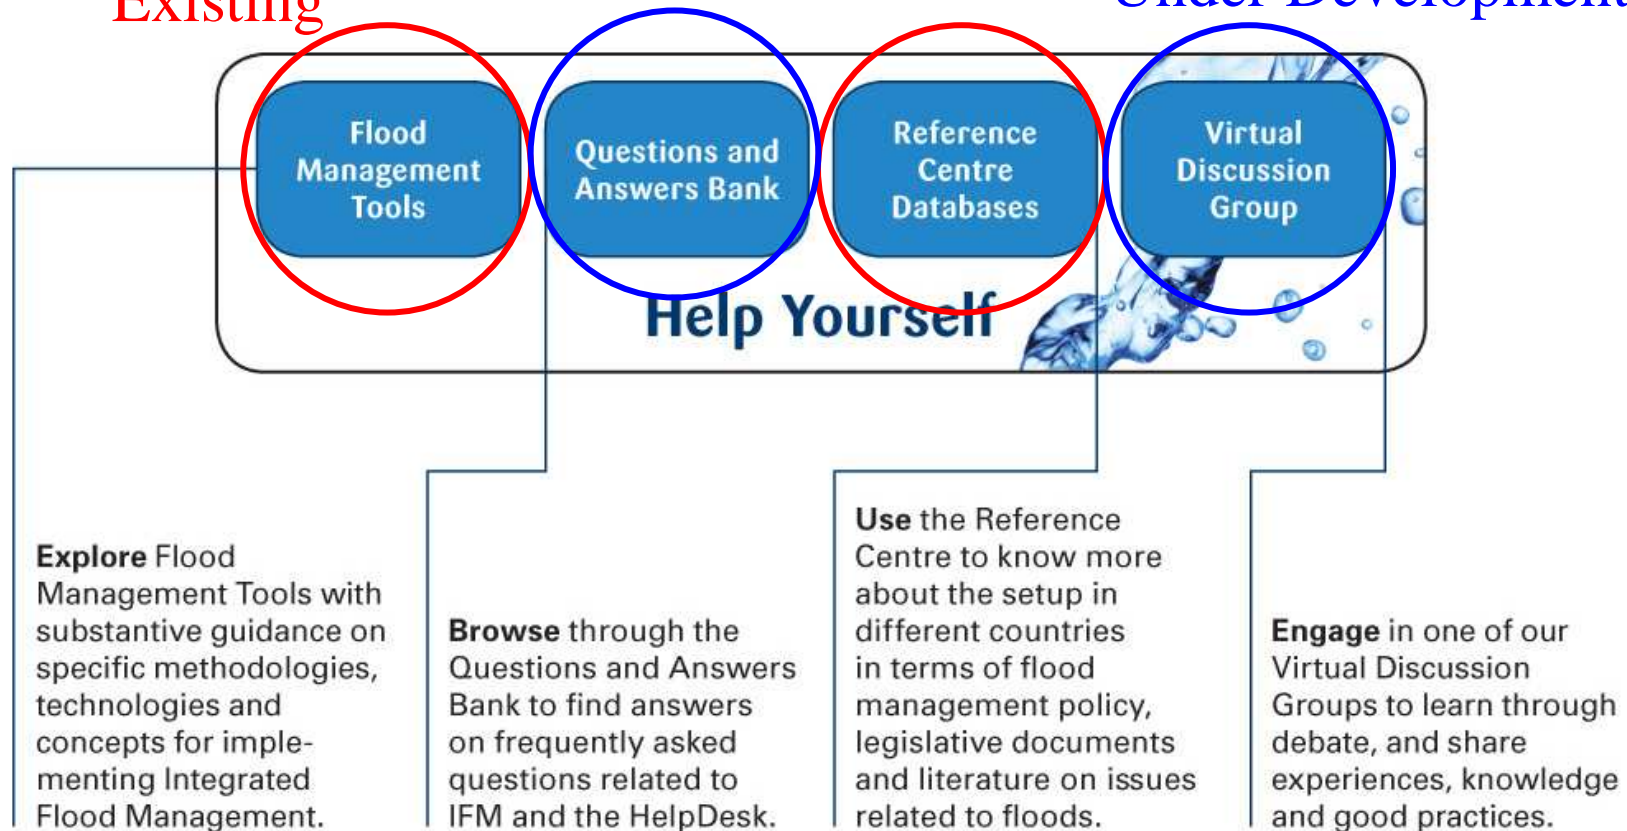 Existing
Under Development
Flood
Management
Tools
Questions and
Answers Bank
Reference
Centre
Databases
Virtual
Discussion
Group
Help Yourself
Explore Flood
Management Tools with
substantive guidance on
specific methodologies,
technologies and
concepts for imple-
menting Integrated
Flood Management.
Browse through the
Questions and Answers
Bank to find answers
on frequently asked
questions related to
IFM and the HelpDesk.
Use the Reference
Centre to know more
about the setup in
different countries
in terms of flood
management policy,
legislative documents
and literature on issues
related to floods.
Engage in one of our
Virtual Discussion
Groups to learn through
debate, and share
experiences, knowledge
and good practices.